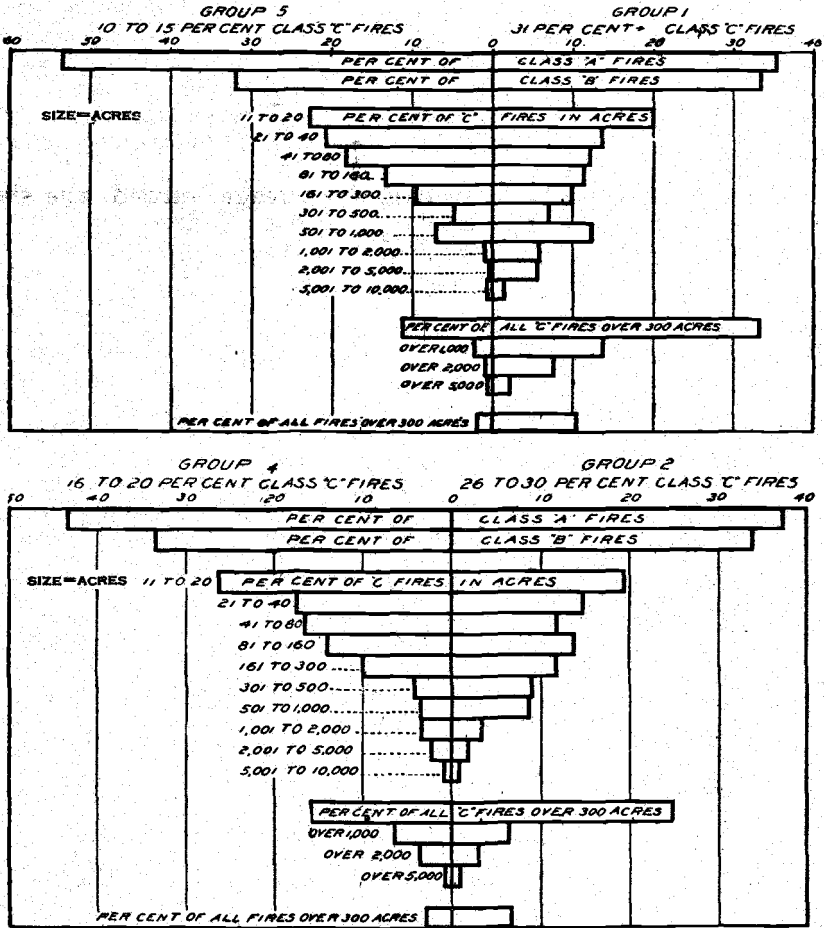 GROUP 5 GROUP 1
10 TO 15 PER CENT CLASS "C" FIRES 31 PER CENT + CLASS "C" FIRES
60 50 40 30 20 10 0 10 20 30 40
PER CENT OF CLASS "A" FIRES
PER CENT OF CLASS "B" FIRES
SIZE=ACRES 11 TO 20 PER CENT OF "C" FIRES IN ACRES
21 TO 40
41 TO 80
81 TO 160
161 TO 300
301 TO 500
501 TO 1,000
1,001 TO 2,000
2,001 TO 5,000
5,001 TO 10,000
PER CENT OF ALL "C" FIRES OVER 300 ACRES
OVER 1,000
OVER 2,000
OVER 5,000
PER CENT OF ALL FIRES OVER 300 ACRES
GROUP 4 GROUP 2
16 TO 20 PER CENT CLASS "C" FIRES 26 TO 30 PER CENT CLASS "C" FIRES
50 40 30 20 10 0 10 20 30 40
PER CENT OF CLASS "A" FIRES
PER CENT OF CLASS "B" FIRES
SIZE=ACRES 11 TO 20 PER CENT OF "C" FIRES IN ACRES
21 TO 40
41 TO 80
81 TO 160
161 TO 300
301 TO 500
501 TO 1,000
1,001 TO 2,000
2,001 TO 5,000
5,001 TO 10,000
PER CENT OF ALL "C" FIRES OVER 300 ACRES
OVER 1,000
OVER 2,000
OVER 5,000
PER CENT OF ALL FIRES OVER 300 ACRES